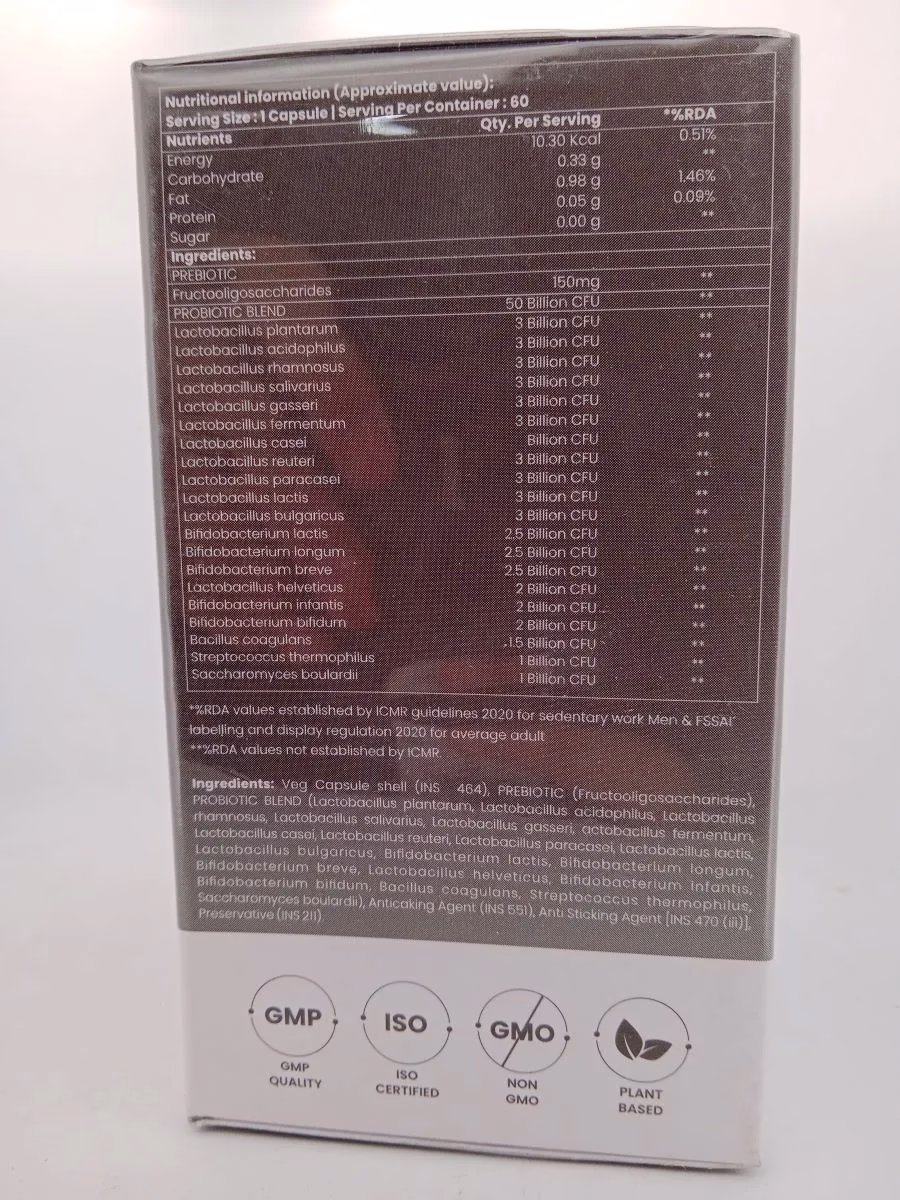 Nutritional information (Approximate value):
Serving Size : 1 Capsule | Serving Per Container : 60
Nutrients Qty. Per Serving *%RDA
Energy 10.30 Kcal 0.51%
Carbohydrate 0.33 g **
Fat 0.98 g 1.46%
Protein 0.05 g 0.09%
Sugar 0.00 g **
Ingredients:
PREBIOTIC
Fructooligosaccharides 150mg **
PROBIOTIC BLEND 50 Billion CFU **
Lactobacillus plantarum 3 Billion CFU **
Lactobacillus acidophilus 3 Billion CFU **
Lactobacillus rhamnosus 3 Billion CFU **
Lactobacillus salivarius 3 Billion CFU **
Lactobacillus gasseri 3 Billion CFU **
Lactobacillus fermentum 3 Billion CFU **
Lactobacillus casei Billion CFU **
Lactobacillus reuteri 3 Billion CFU **
Lactobacillus paracasei 3 Billion CFU **
Lactobacillus lactis 3 Billion CFU **
Lactobacillus bulgaricus 3 Billion CFU **
Bifidobacterium lactis 2.5 Billion CFU **
Bifidobacterium longum 2.5 Billion CFU **
Bifidobacterium breve 2.5 Billion CFU **
Lactobacillus helveticus 2 Billion CFU **
Bifidobacterium infantis 2 Billion CFU **
Bifidobacterium bifidum 2 Billion CFU **
Bacillus coagulans 1.5 Billion CFU **
Streptococcus thermophilus 1 Billion CFU **
Saccharomyces boulardii 1 Billion CFU **
*%RDA values established by ICMR guidelines 2020 for sedentary work Men & FSSAI
labelling and display regulation 2020 for average adult
**%RDA values not established by ICMR.
Ingredients: Veg Capsule shell (INS 464), PREBIOTIC (Fructooligosaccharides),
PROBIOTIC BLEND (Lactobacillus plantarum, Lactobacillus acidophilus, Lactobacillus
rhamnosus, Lactobacillus salivarius, Lactobacillus gasseri, actobacillus fermentum,
Lactobacillus casei, Lactobacillus reuteri, Lactobacillus paracasei, Lactobacillus lactis,
Lactobacillus bulgaricus, Bifidobacterium lactis, Bifidobacterium longum,
Bifidobacterium breve, Lactobacillus helveticus, Bifidobacterium Infantis,
Bifidobacterium bifidum, Bacillus coagulans, Streptococcus thermophilus,
Saccharomyces boulardii), Anticaking Agent (INS 551), Anti Sticking Agent [INS 470 (iii)],
Preservative (INS 211)
GMP ISO GMO
GMP
QUALITY
ISO
CERTIFIED
NON
GMO
PLANT
BASED